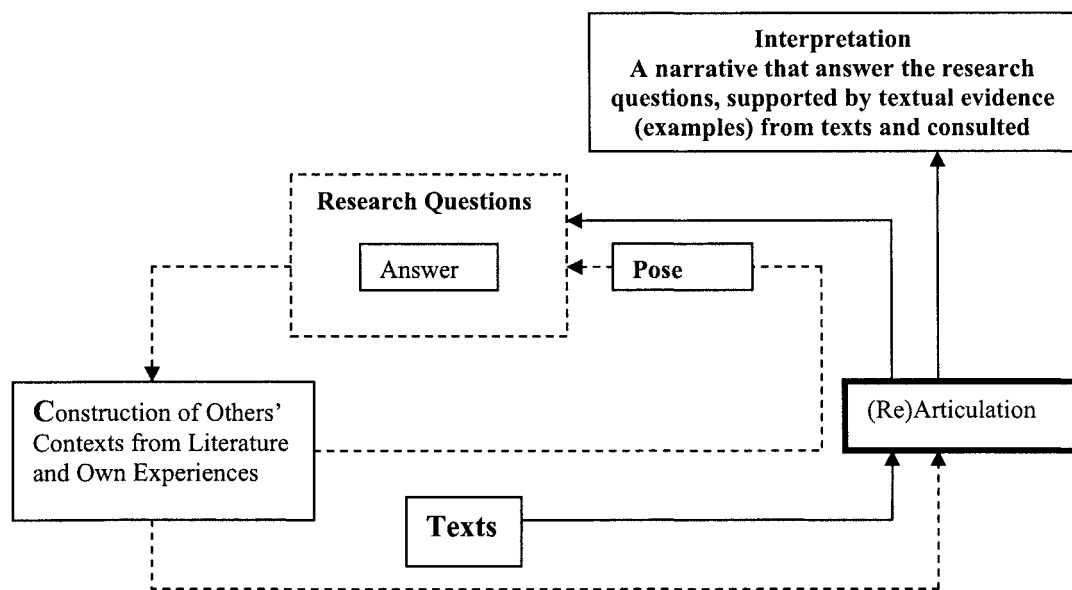 Interpretation
A narrative that answer the research
questions, supported by textual evidence
(examples) from texts and consulted
Research Questions
Answer
Pose
Construction of Others'
Contexts from Literature
and Own Experiences
(Re)Articulation
Texts